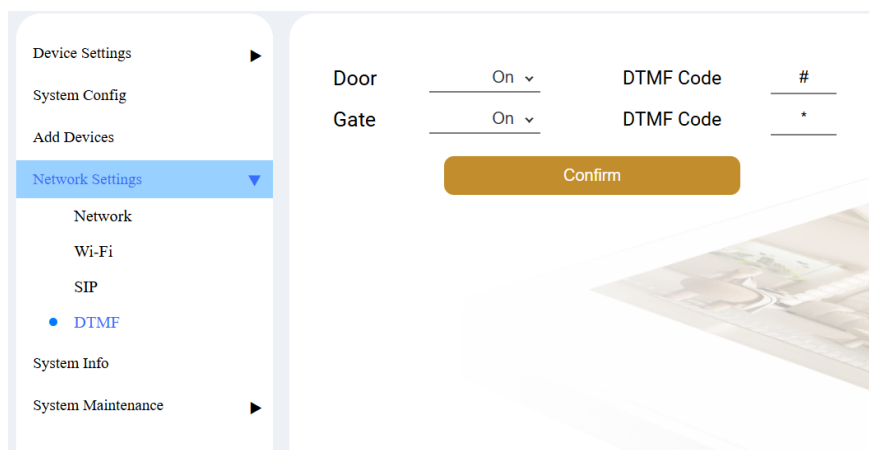 Device Settings ▶
System Config
Add Devices
Network Settings ▼
Network
Wi-Fi
SIP
DTMF
System Info
System Maintenance ▶
Door On DTMF Code #
Gate On DTMF Code *
Confirm